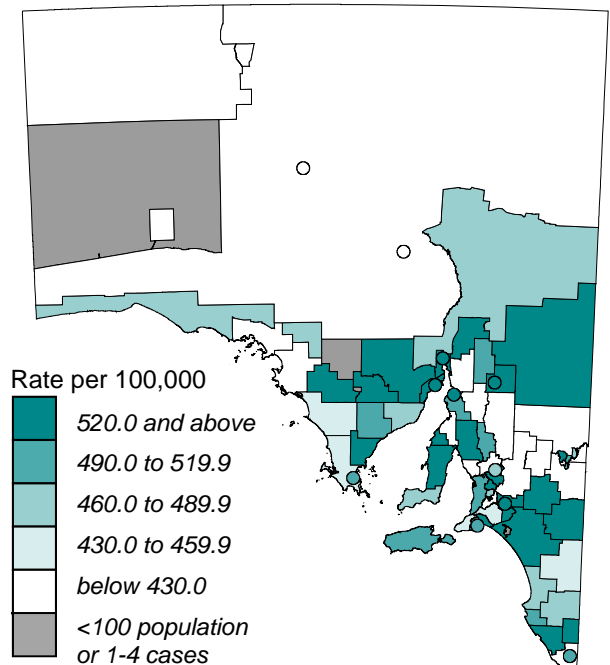 Rate per 100,000
520.0 and above
490.0 to 519.9
460.0 to 489.9
430.0 to 459.9
below 430.0
<100 population
or 1-4 cases